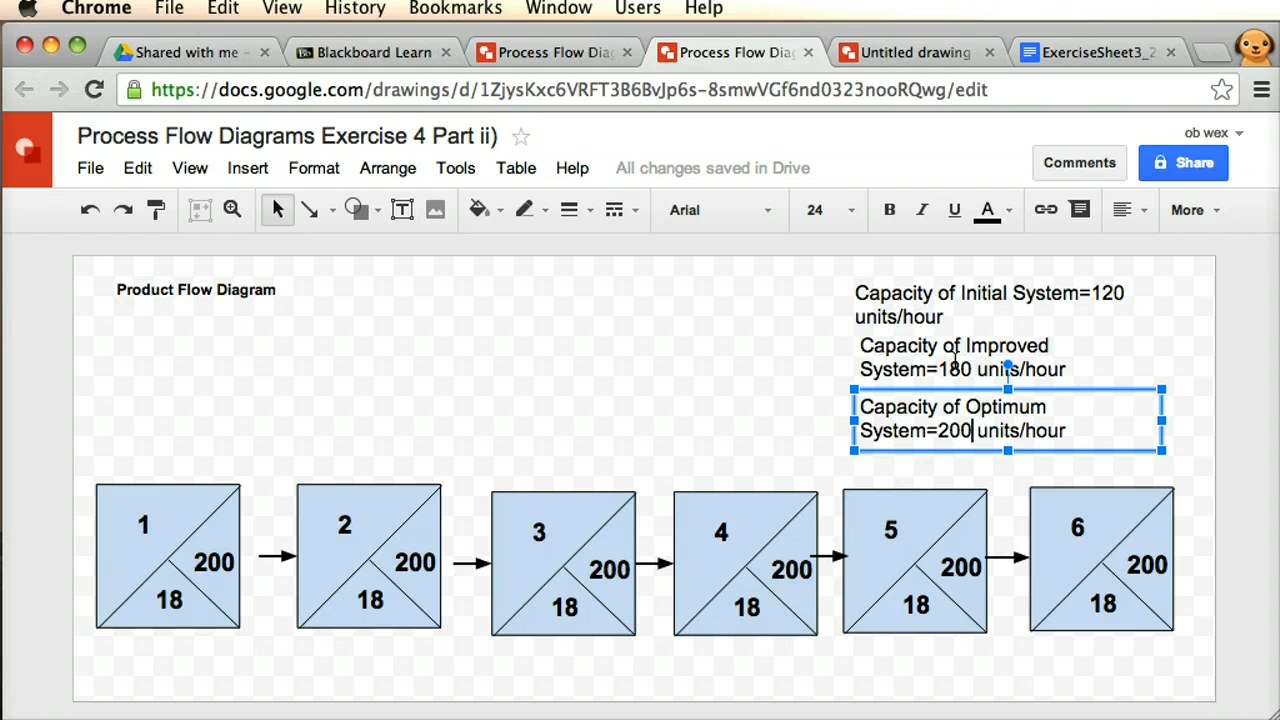 Chrome File Edit View History Bookmarks Window Users Help
Shared with me – × Bb Blackboard Learn × Process Flow Dia × Process Flow Dia × Untitled drawing × ExerciseSheet3_2 ×
https://docs.google.com/drawings/d/1ZjysKxc6VRFT3B6BvJp6s-8smwVGf6nd0323nooRQwg/edit
Process Flow Diagrams Exercise 4 Part ii)
ob wex
File Edit View Insert Format Arrange Tools Table Help All changes saved in Drive
Comments Share
Arial 24 B I U A More
Product Flow Diagram
Capacity of Initial System=120
units/hour
Capacity of Improved
System=180 units/hour
Capacity of Optimum
System=200 units/hour
1 2 3 4 5 6
200 200 200 200 200 200
18 18 18 18 18 18